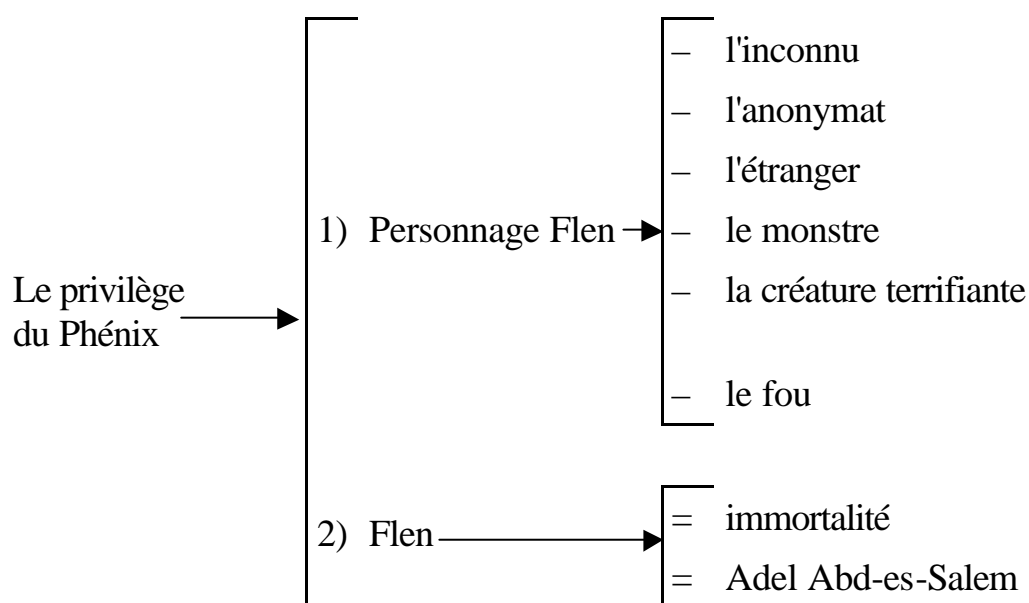 – l'inconnu
– l'anonymat
– l'étranger
1) Personnage Flen – le monstre
Le privilège
du Phénix
– la créature terrifiante
– le fou
2) Flen
= immortalité
= Adel Abd-es-Salem